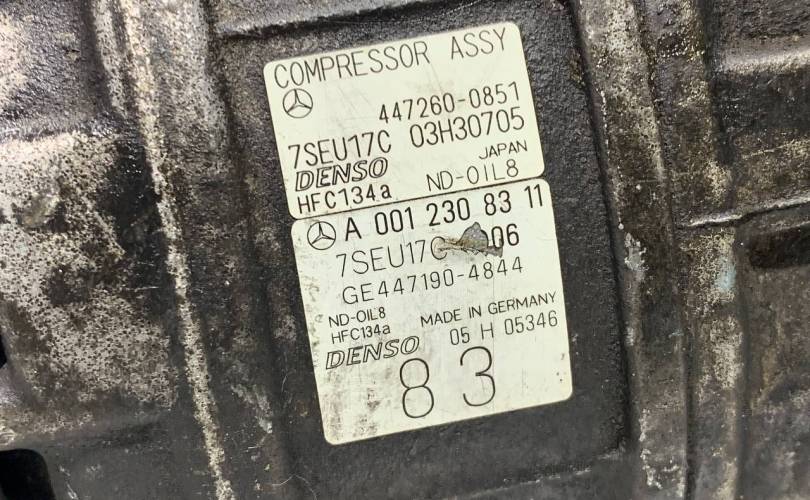 COMPRESSOR ASSY
447260-0851
7SEU17C 03H30705
DENSO JAPAN
HFC134a ND-OIL8
A 001 230 83 11
7SEU17C 06
GE447190-4844
ND-OIL8
HFC134a MADE IN GERMANY
DENSO 05 H 05346
83